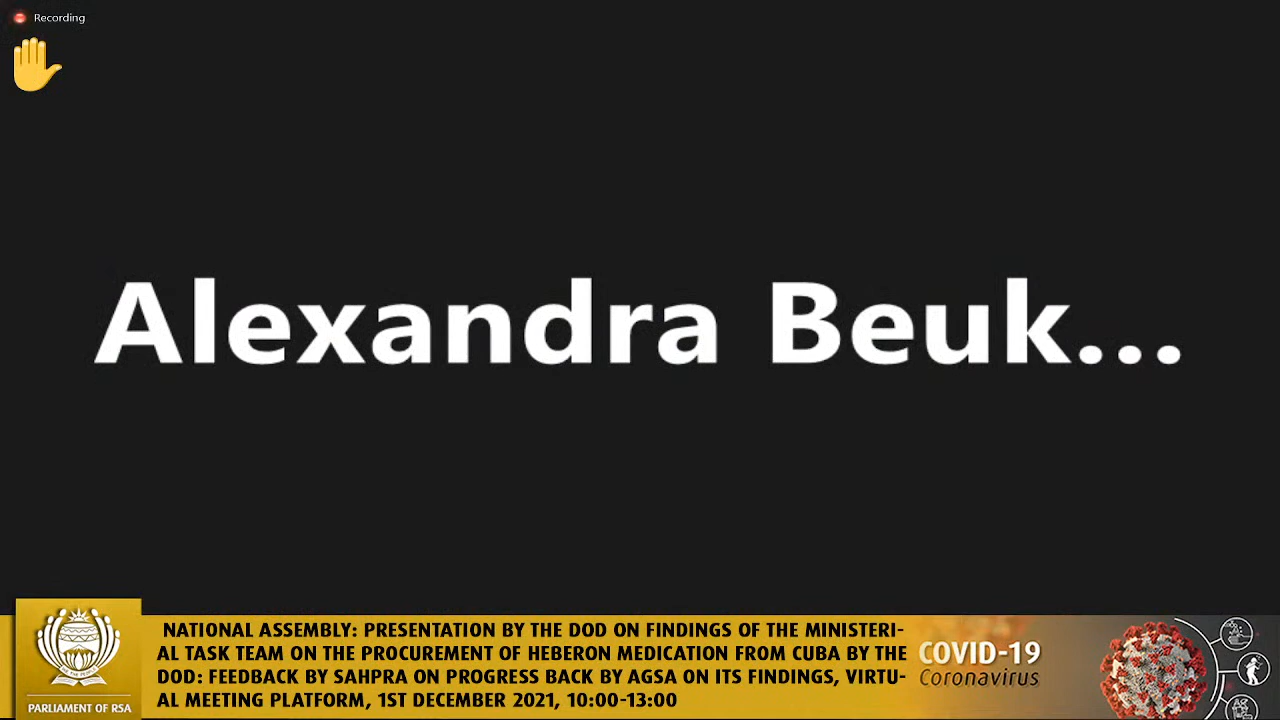 Recording
Alexandra Beuk...
NATIONAL ASSEMBLY: PRESENTATION BY THE DOD ON FINDINGS OF THE MINISTERI-
AL TASK TEAM ON THE PROCUREMENT OF HEBERON MEDICATION FROM CUBA BY THE
DOD: FEEDBACK BY SAHPRA ON PROGRESS BACK BY AGSA ON ITS FINDINGS, VIRTU-
AL MEETING PLATFORM, 1ST DECEMBER 2021, 10:00-13:00
COVID-19
Coronavirus
PARLIAMENT OF RSA